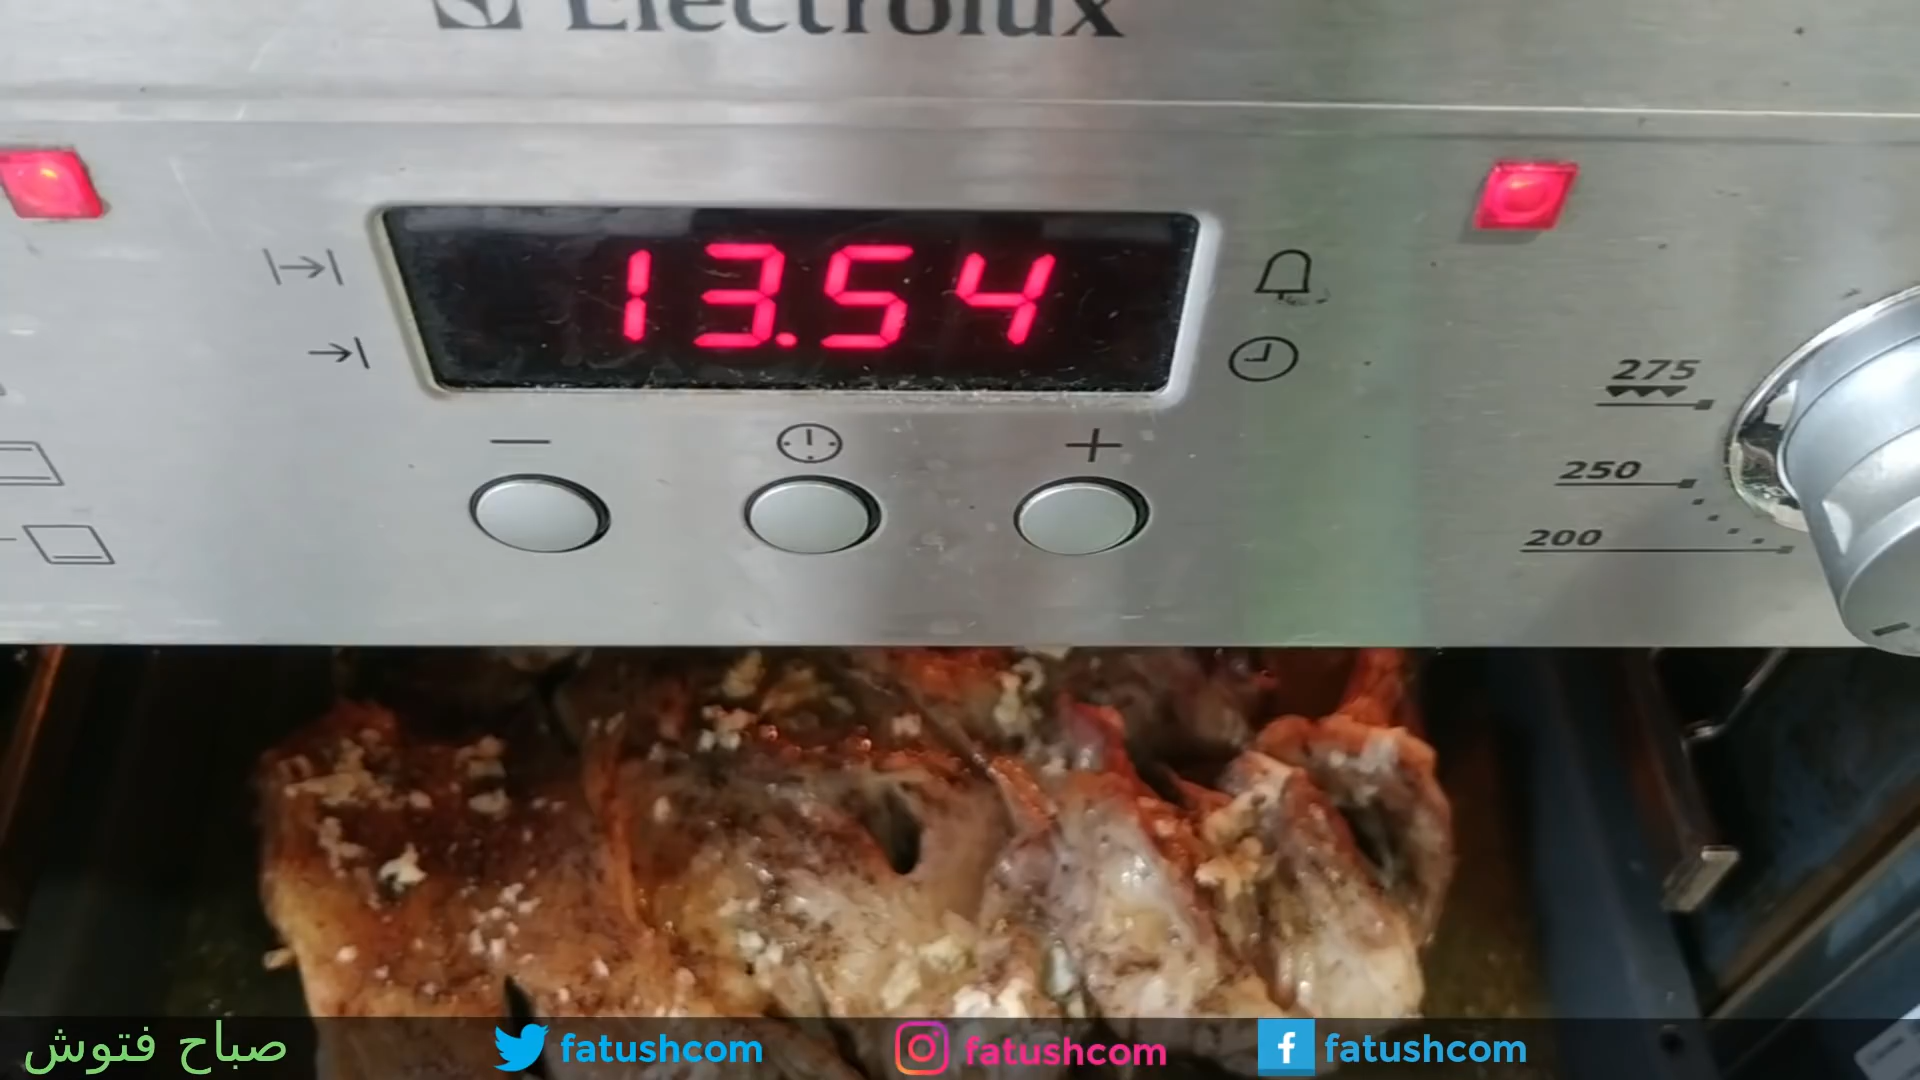 Electrolux
13.54
275
250
200
صباح فتوش
fatushcom
fatushcom
fatushcom